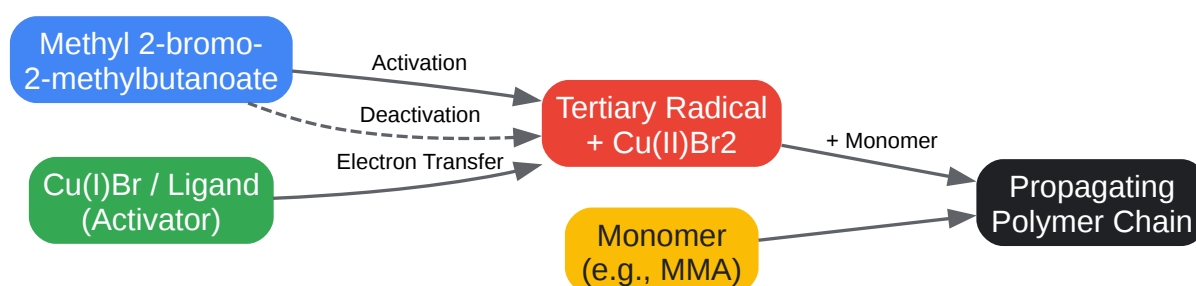 Methyl 2-bromo-
2-methylbutanoate
Activation
Deactivation
Electron Transfer
Cu(I)Br / Ligand
(Activator)
Tertiary Radical
+ Cu(II)Br2
+ Monomer
Monomer
(e.g., MMA)
Propagating
Polymer Chain